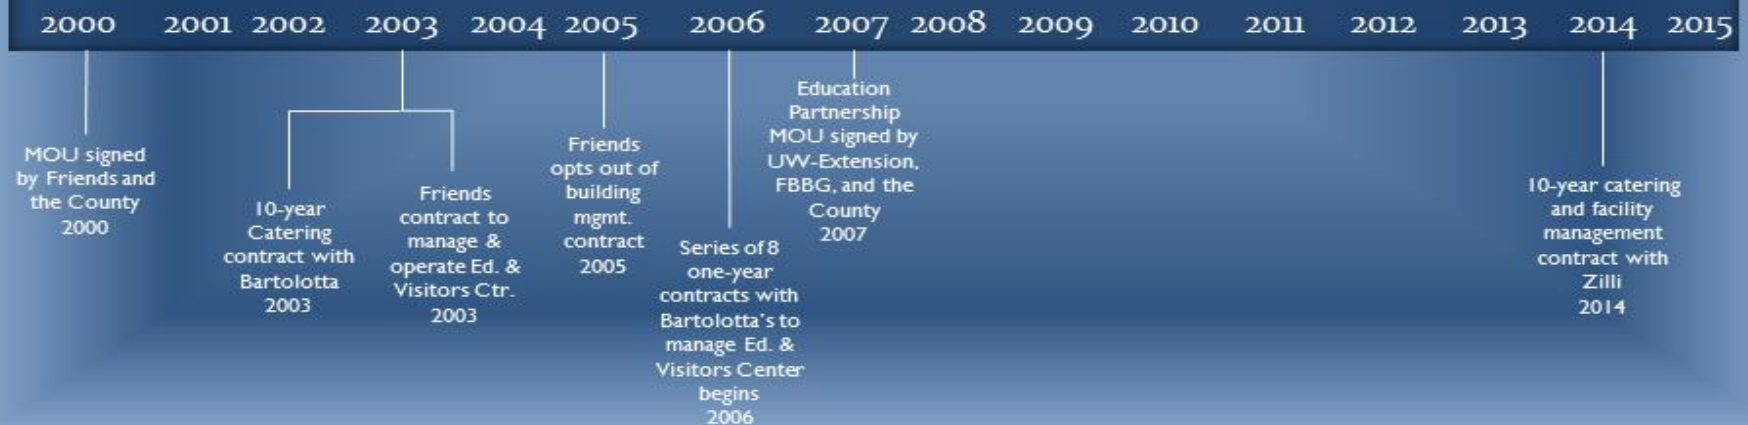 2000 2001 2002 2003 2004 2005 2006 2007 2008 2009 2010 2011 2012 2013 2014 2015
MOU signed
by Friends and
the County
2000
10-year
Catering
contract with
Bartolotta
2003
Friends
contract to
manage &
operate Ed. &
Visitors Ctr.
2003
Friends
opts out of
building
mgmt.
contract
2005
Series of 8
one-year
contracts with
Bartolotta's to
manage Ed. &
Visitors Center
begins
2006
Education
Partnership
MOU signed by
UW-Extension,
FBBG, and the
County
2007
10-year catering
and facility
management
contract with
Zilli
2014